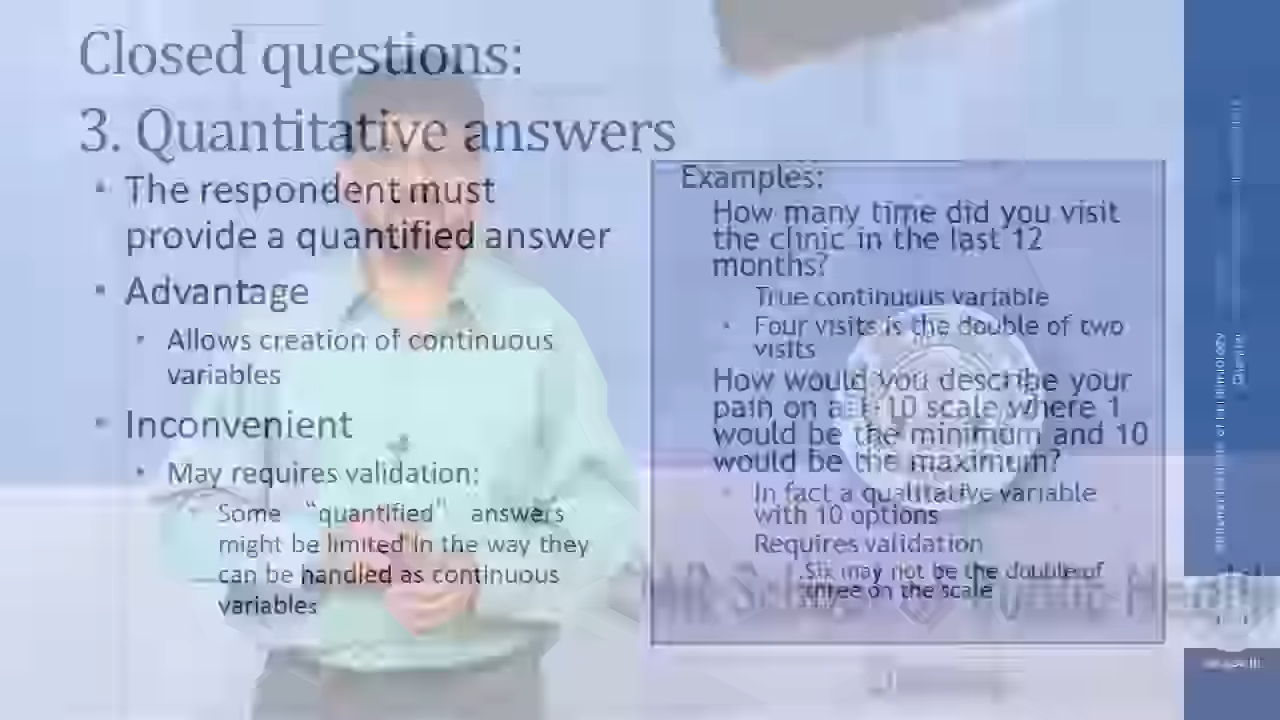 Closed questions:
3. Quantitative answers
• The respondent must
provide a quantified answer
• Advantage
• Allows creation of continuous
variables
• Inconvenient
• May requires validation:
Some “quantified” answers
might be limited in the way they
can be handled as continuous
variables
Examples:
How many time did you visit
the clinic in the last 12
months?
True continuous variable
• Four visits is the double of two
visits
How would you describe your
pain on a 1-10 scale where 1
would be the minimum and 10
would be the maximum?
• In fact a qualitative variable
with 10 options
Requires validation
Six may not be the double of
three on the scale